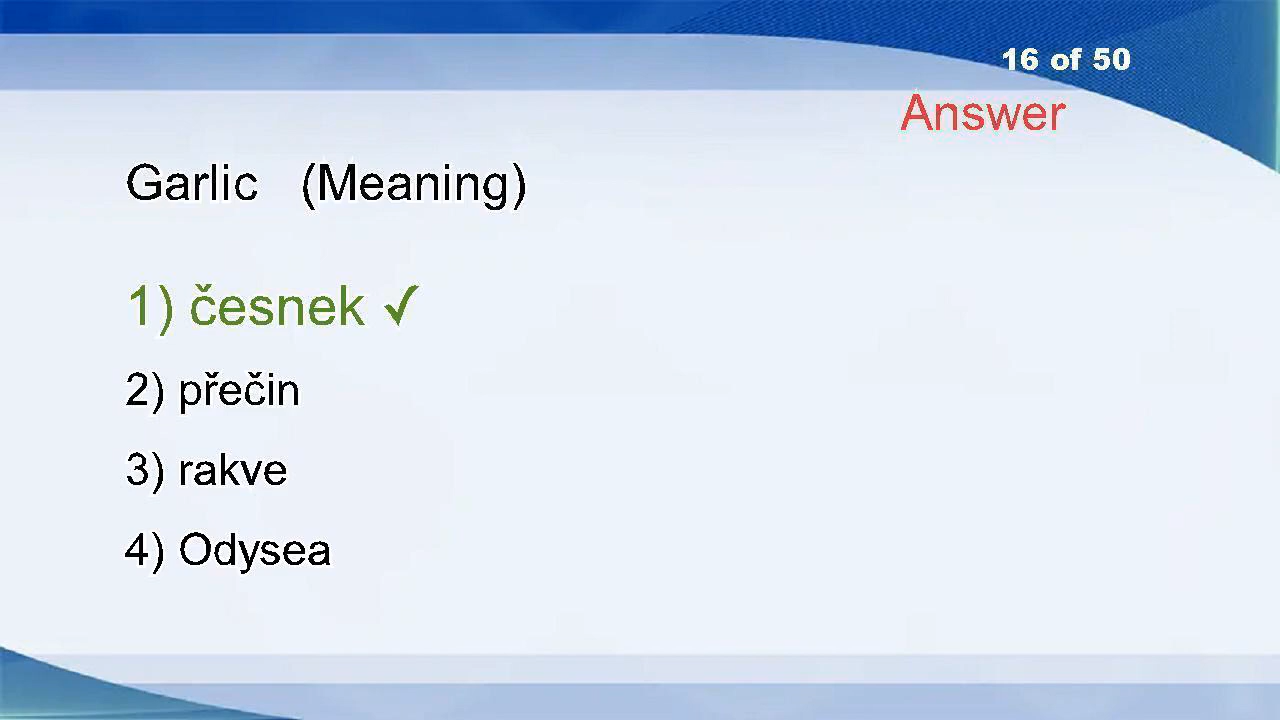 16 of 50
Answer
Garlic (Meaning)
1) česnek ✓
2) přečin
3) rakve
4) Odysea